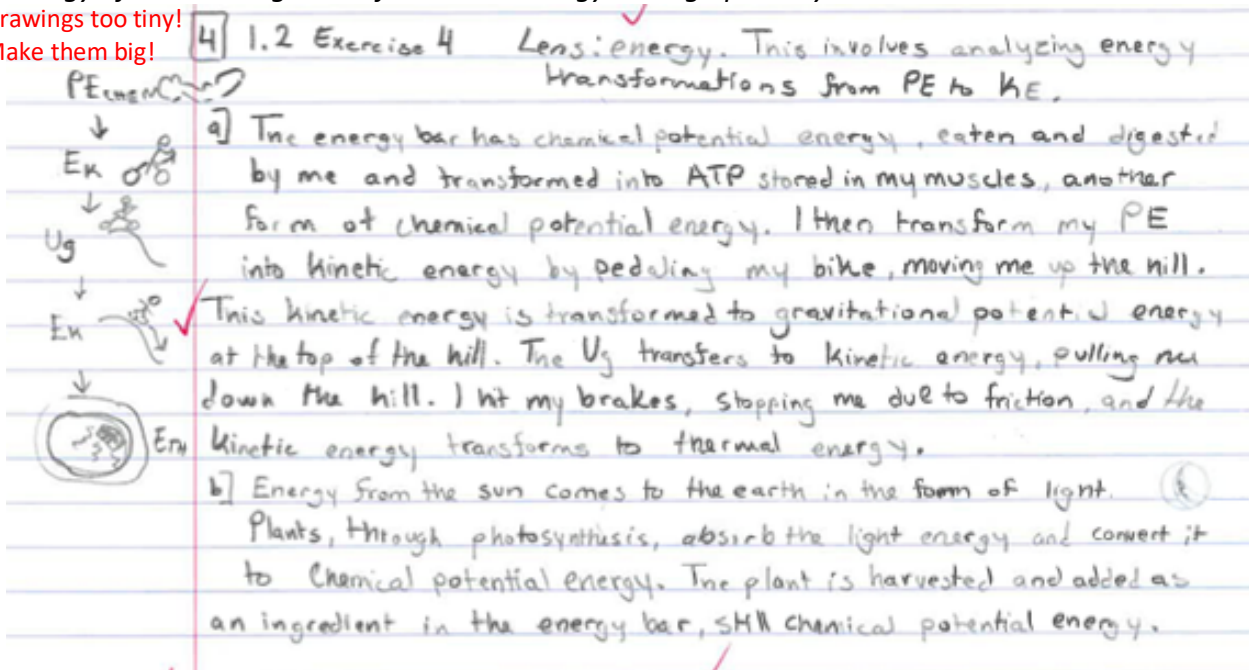 rawings too tiny!
Make them big!
4 1.2 Exercise 4 Lens: energy. This involves analyzing energy
transformations from PE to KE.
PEchem
↓
EK
↓
Ug
↓
EK
↓
ETH
a] The energy bar has chemical potential energy, eaten and digested
by me and transformed into ATP stored in my muscles, another
form of chemical potential energy. I then transform my PE
into kinetic energy by pedaling my bike, moving me up the hill.
This kinetic energy is transformed to gravitational potential energy
at the top of the hill. The Ug transfers to kinetic energy, pulling me
down the hill. I hit my brakes, stopping me due to friction, and the
kinetic energy transforms to thermal energy.
b] Energy from the sun comes to the earth in the form of light.
Plants, through photosynthesis, absorb the light energy and convert it
to Chemical potential energy. The plant is harvested and added as
an ingredient in the energy bar, still chemical potential energy.